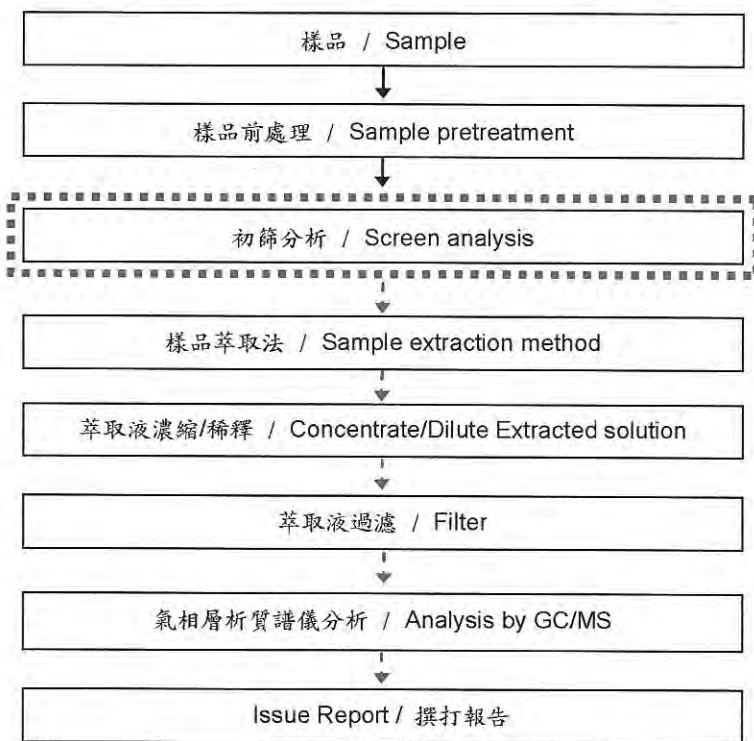 樣品 / Sample
樣品前處理 / Sample pretreatment
初篩分析 / Screen analysis
樣品萃取法 / Sample extraction method
萃取液濃縮/稀釋 / Concentrate/Dilute Extracted solution
萃取液過濾 / Filter
氣相層析質譜儀分析 / Analysis by GC/MS
Issue Report / 撰打報告